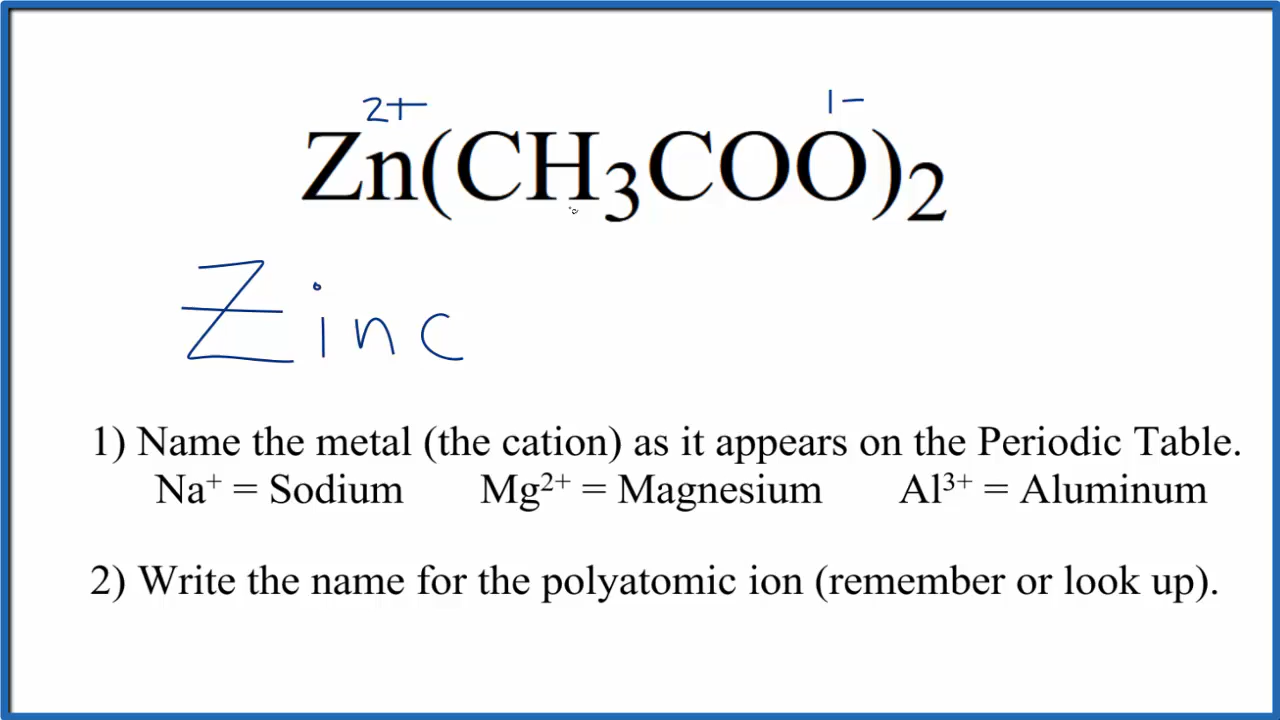 2+ 1-
Zn(CH₃COO)₂
Zinc
1) Name the metal (the cation) as it appears on the Periodic Table.
Na⁺ = Sodium Mg²⁺ = Magnesium Al³⁺ = Aluminum
2) Write the name for the polyatomic ion (remember or look up).